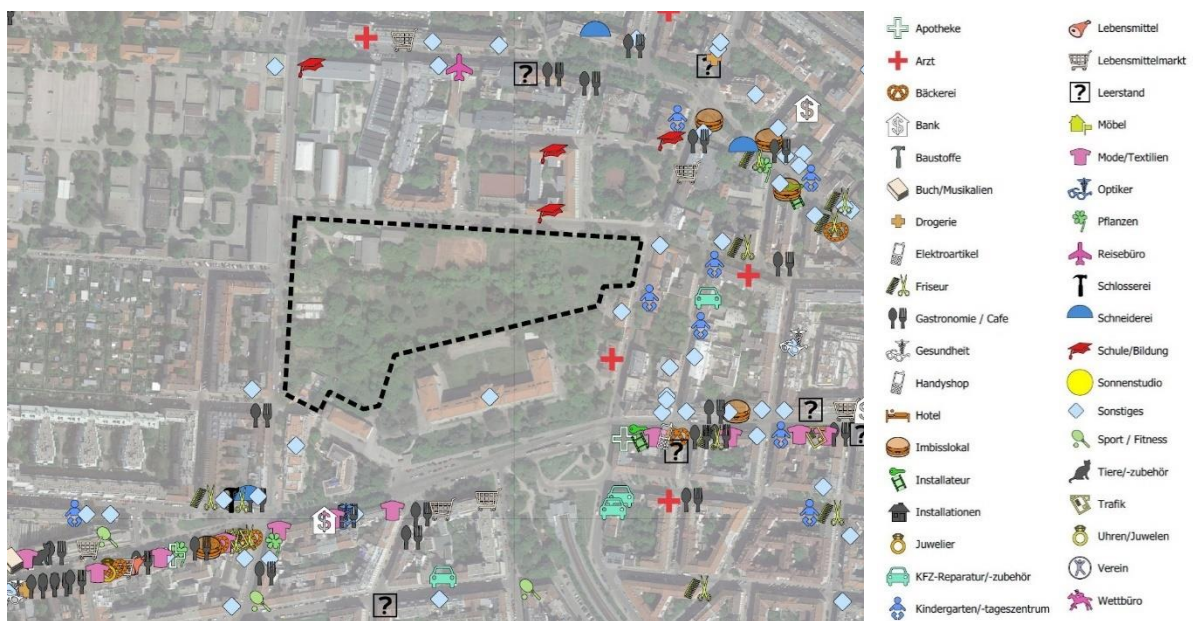 Apotheke
Arzt
Bäckerei
Bank
Baustoffe
Buch/Musikalien
Drogerie
Elektroartikel
Friseur
Gastronomie / Cafe
Gesundheit
Handyshop
Hotel
Imbisslokal
Installateur
Installationen
Juwelier
KFZ-Reparatur/-zubehör
Kindergarten/-tageszentrum
Lebensmittel
Lebensmittelmarkt
Leerstand
Möbel
Mode/Textilien
Optiker
Pflanzen
Reisebüro
Schlosserei
Schneiderei
Schule/Bildung
Sonnenstudio
Sonstiges
Sport / Fitness
Tiere/-zubehör
Trafik
Uhren/Juwelen
Verein
Wettbüro